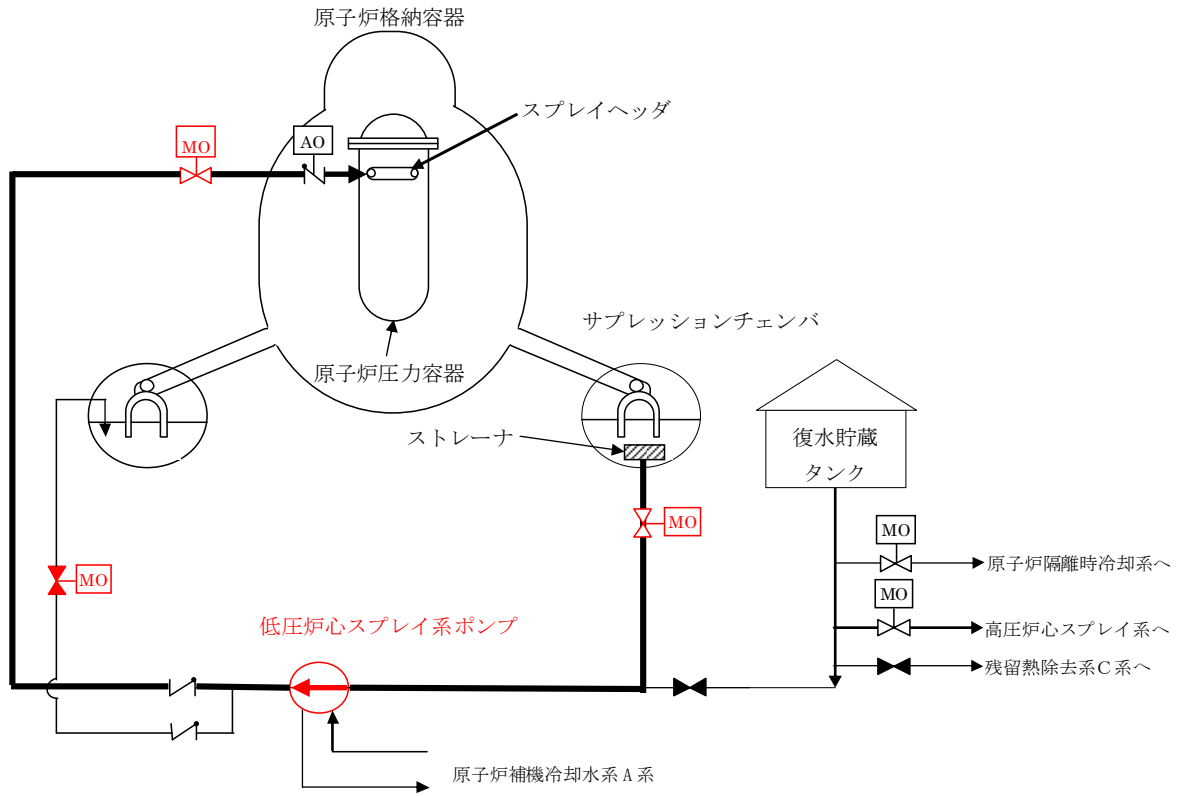 原子炉格納容器
スプレイヘッダ
MO
AO
サプレッションチェンバ
原子炉圧力容器
ストレーナ
復水貯蔵
タンク
MO
MO
原子炉隔離時冷却系へ
MO
MO
高圧炉心スプレイ系へ
低圧炉心スプレイ系ポンプ
残留熱除去系C系へ
原子炉補機冷却水系A系